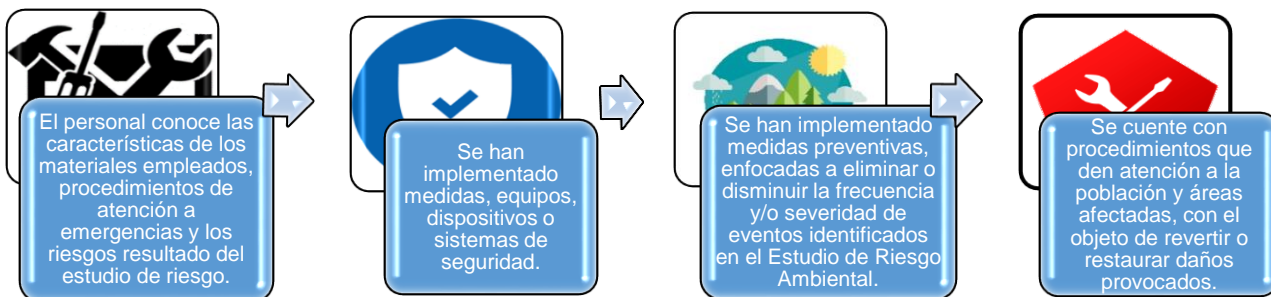 El personal conoce las
características de los
materiales empleados,
procedimientos de
atención a
emergencias y los
riesgos resultado del
estudio de riesgo.
Se han
implementado
medidas, equipos,
dispositivos o
sistemas de
seguridad.
Se han implementado
medidas preventivas,
enfocadas a eliminar o
disminuir la frecuencia
y/o severidad de
eventos identificados
en el Estudio de Riesgo
Ambiental.
Se cuente con
procedimientos que
den atención a la
población y áreas
afectadas, con el
objeto de revertir o
restaurar daños
provocados.